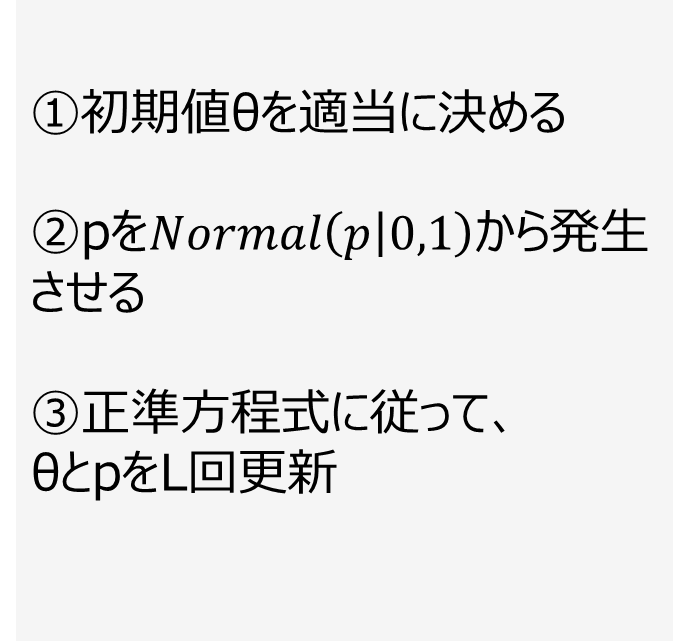 ①初期値θを適当に決める
②pをNormal(p|0,1)から発生
させる
③正準方程式に従って、
θとpをL回更新